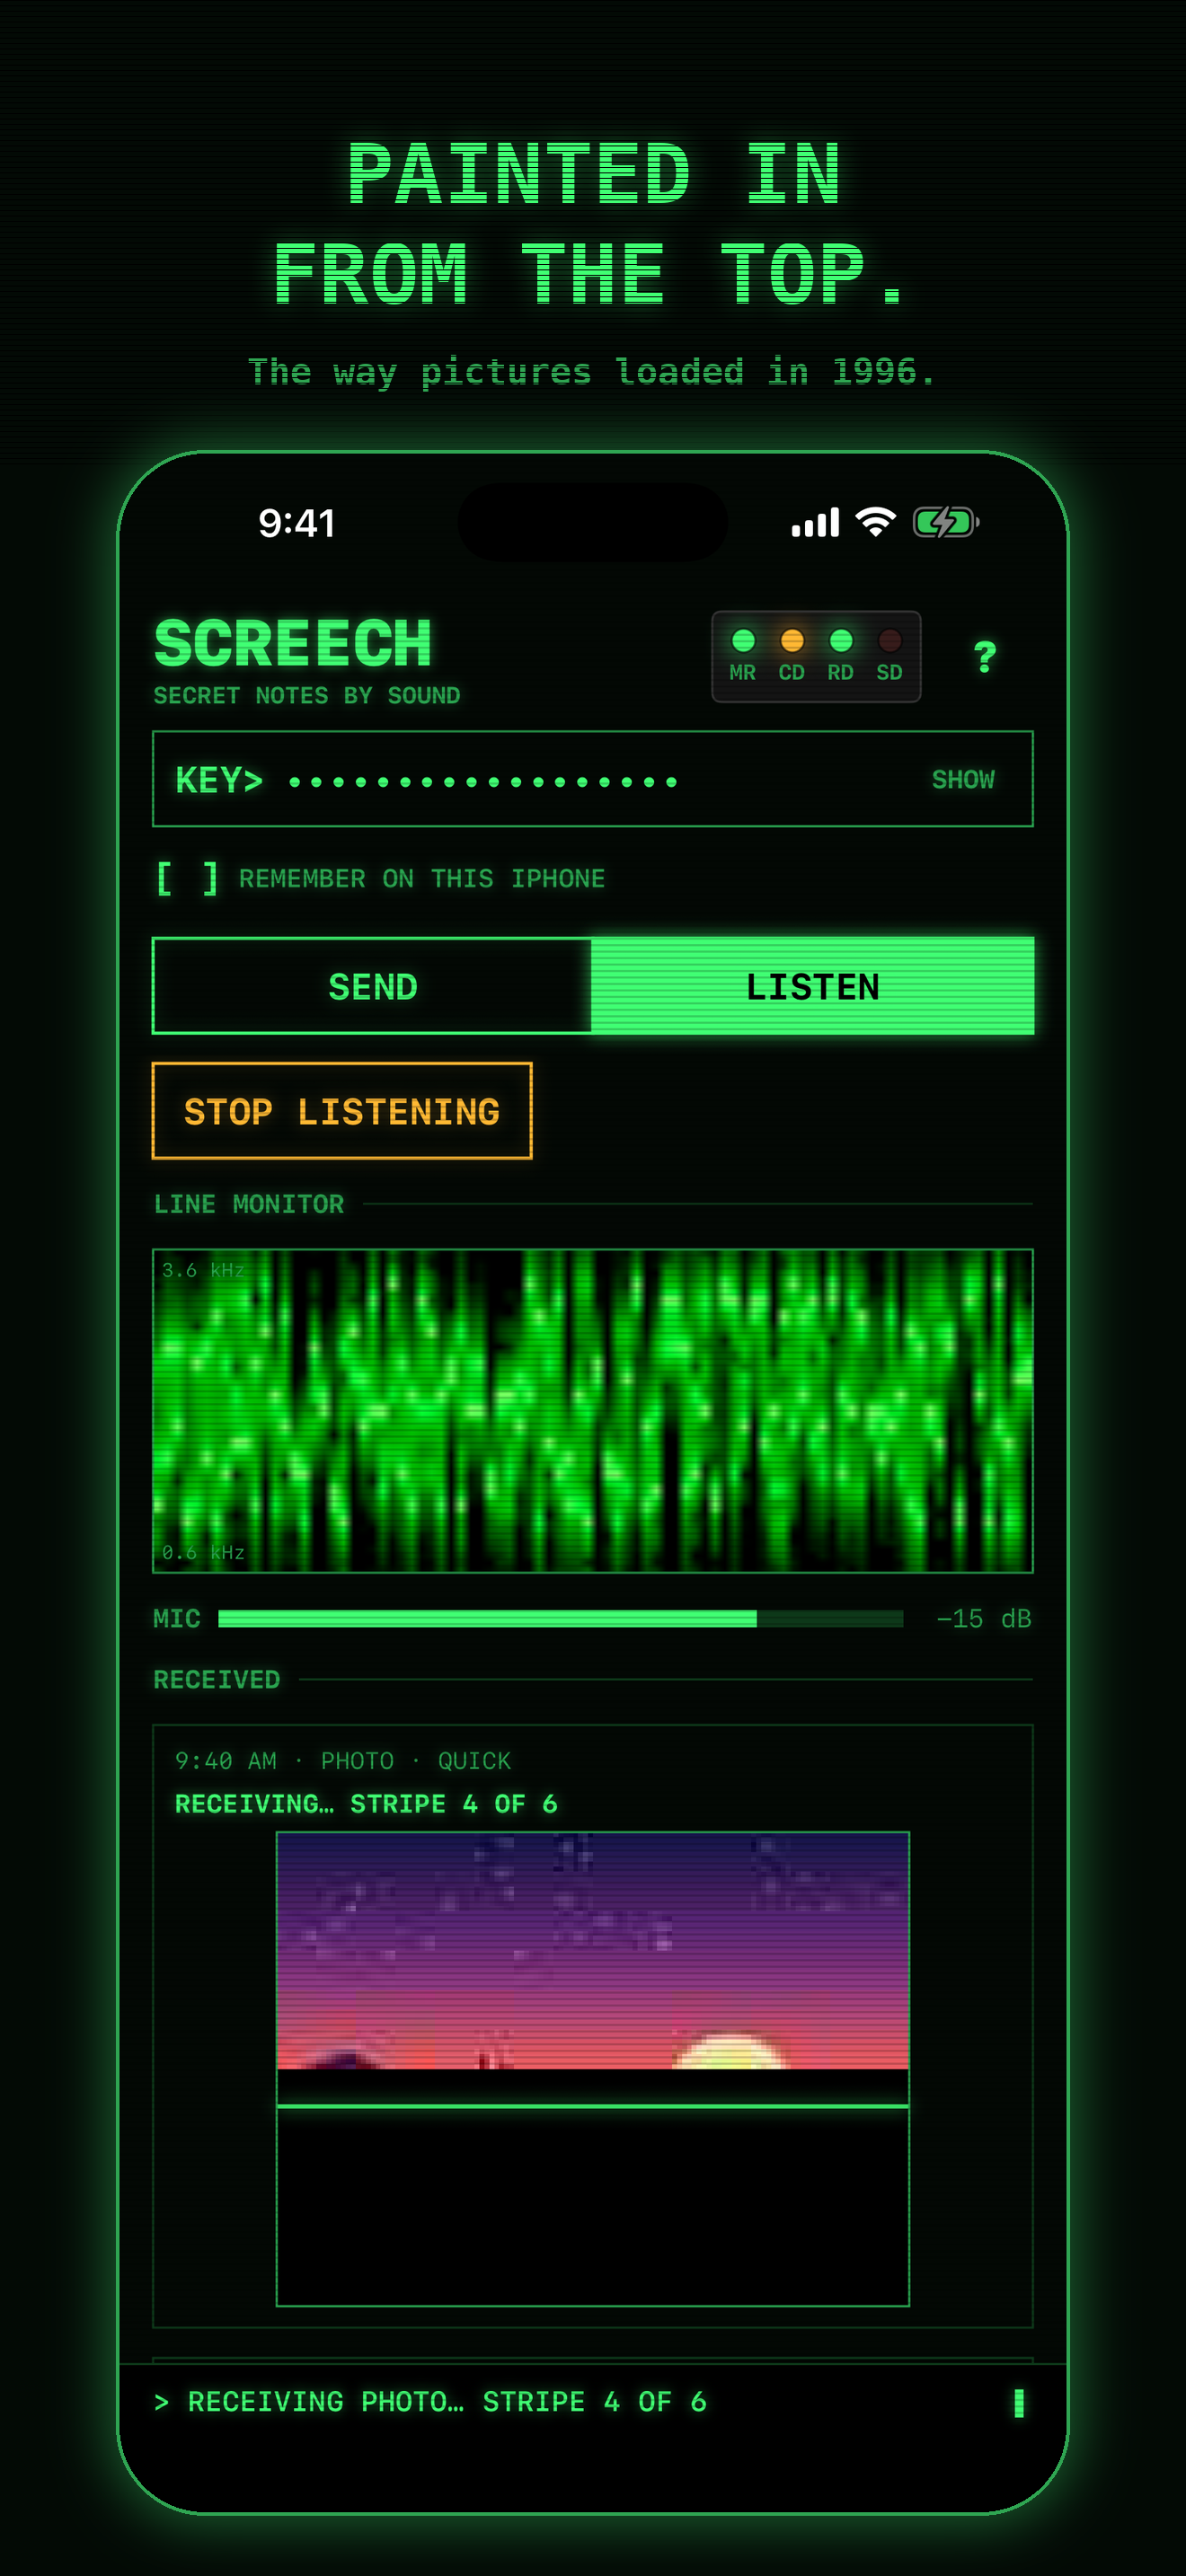 PAINTED IN
FROM THE TOP.
The way pictures loaded in 1996.
9:41
SCREECH
SECRET NOTES BY SOUND
MR CD RD SD
?
KEY> ••••••••••••••••••
SHOW
[ ] REMEMBER ON THIS IPHONE
SEND
LISTEN
STOP LISTENING
LINE MONITOR
3.6 kHz
0.6 kHz
MIC
−15 dB
RECEIVED
9:40 AM · PHOTO · QUICK
RECEIVING… STRIPE 4 OF 6
> RECEIVING PHOTO… STRIPE 4 OF 6